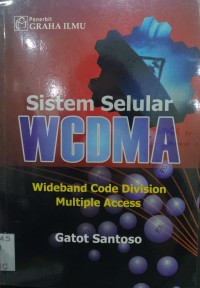 Penerbit
GRAHA ILMU
Sistem Selular
WCDMA
Wideband Code Division
Multiple Access
Gatot Santoso